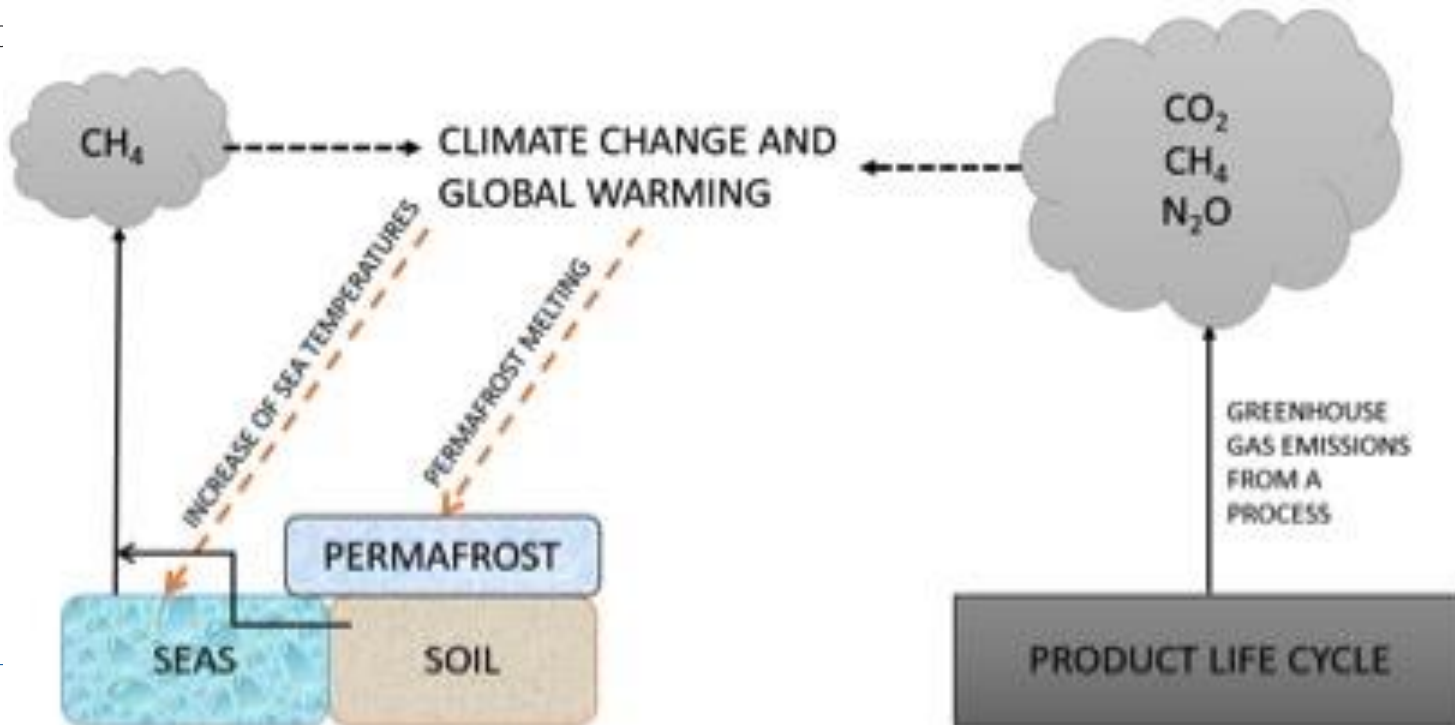 CH₄
CLIMATE CHANGE AND
GLOBAL WARMING
CO₂
CH₄
N₂O
INCREASE OF SEA TEMPERATURES
PERMAFROST MELTING
GREENHOUSE
GAS EMISSIONS
FROM A
PROCESS
PERMAFROST
SEAS
SOIL
PRODUCT LIFE CYCLE